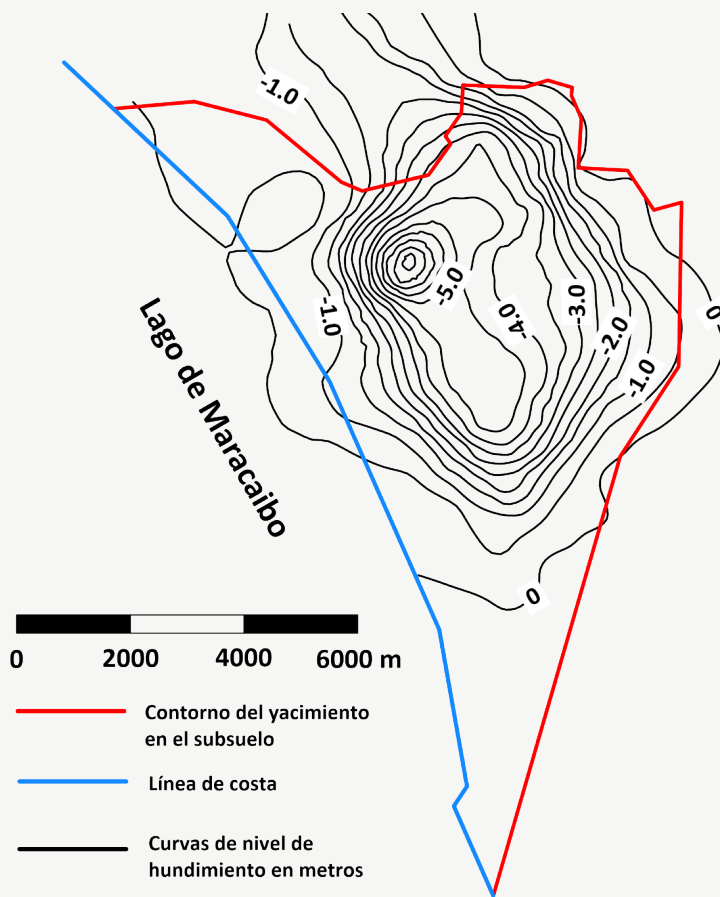 -1.0
-5.0
-4.0
-3.0
-2.0
-1.0
-1.0
0
0
Lago de Maracaibo
0 2000 4000 6000 m
Contorno del yacimiento
en el subsuelo
Línea de costa
Curvas de nivel de
hundimiento en metros